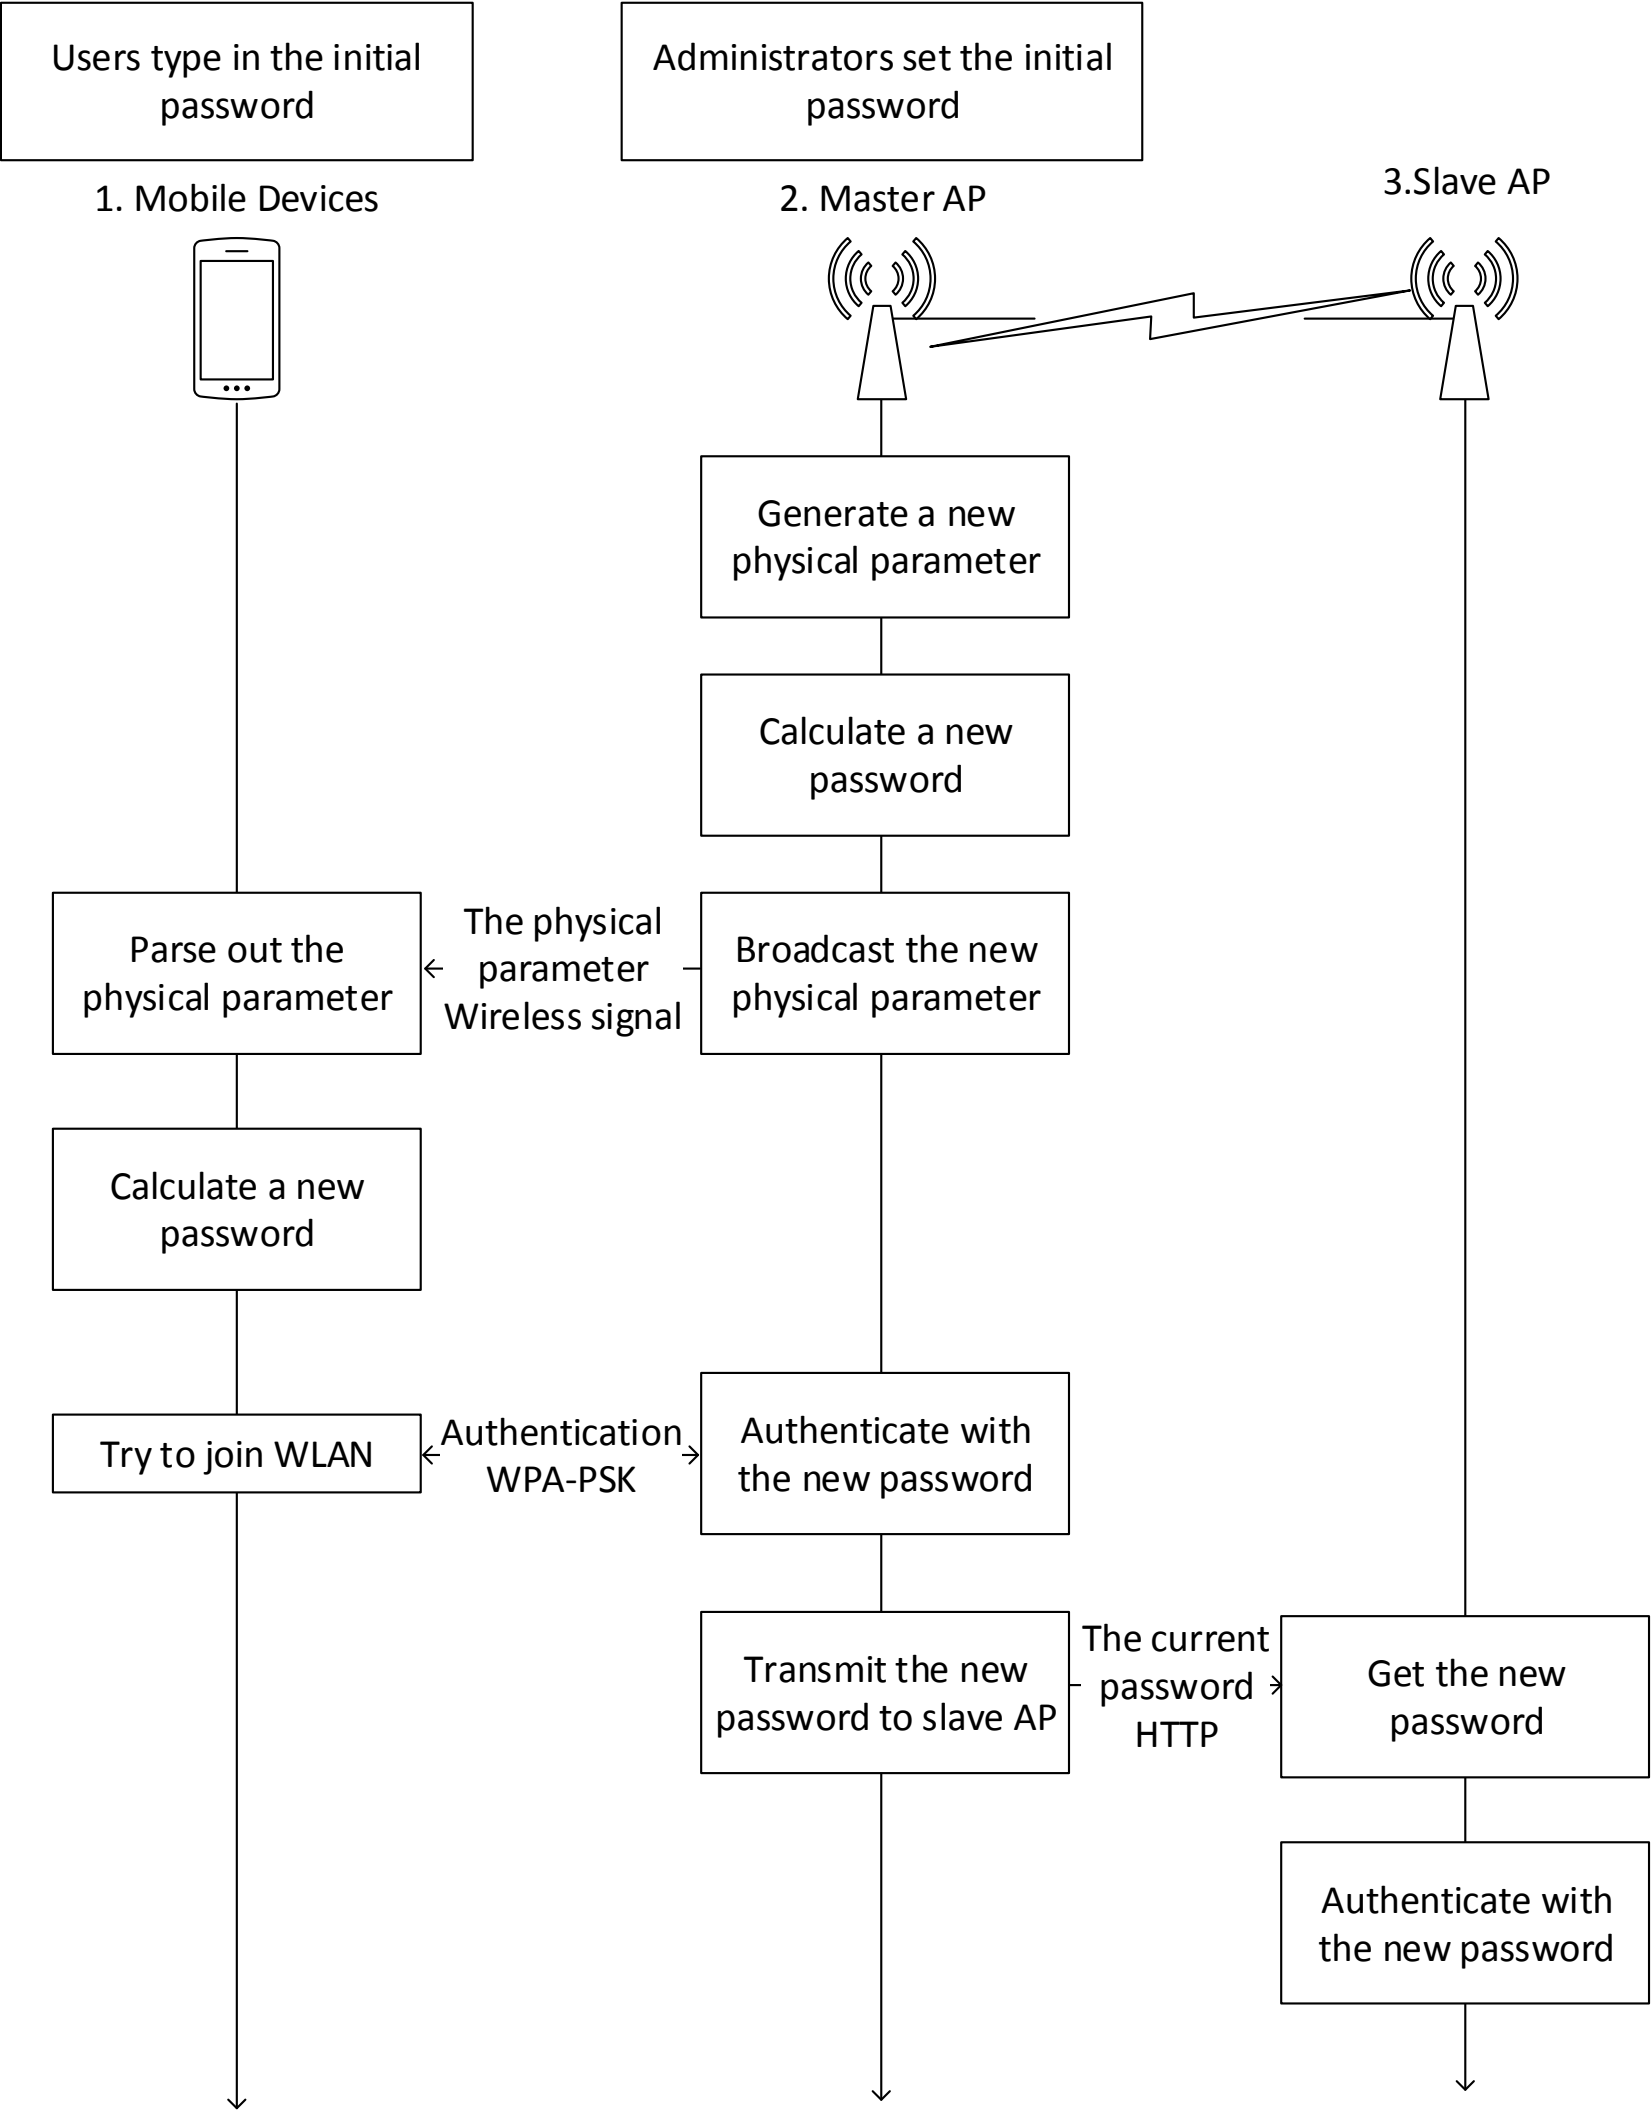 Users type in the initial
password
Administrators set the initial
password
1. Mobile Devices
2. Master AP
3.Slave AP
Generate a new
physical parameter
Calculate a new
password
Parse out the
physical parameter
The physical
parameter
Wireless signal
Broadcast the new
physical parameter
Calculate a new
password
Try to join WLAN
Authentication
WPA-PSK
Authenticate with
the new password
Transmit the new
password to slave AP
The current
password
HTTP
Get the new
password
Authenticate with
the new password